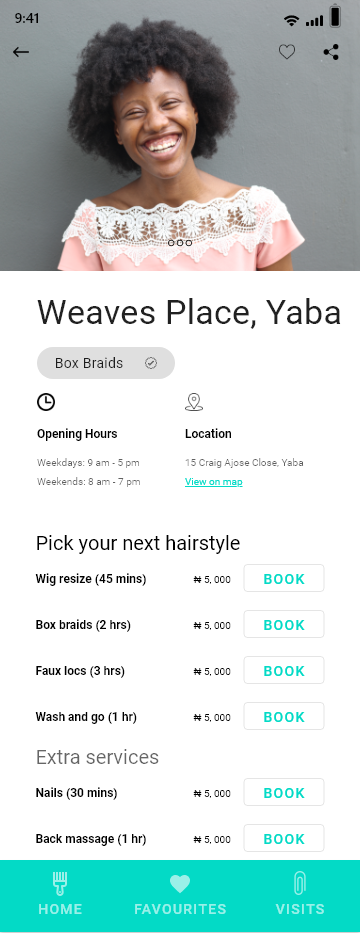 9:41
Weaves Place, Yaba
Box Braids
Opening Hours
Weekdays: 9 am - 5 pm
Weekends: 8 am - 7 pm
Location
15 Craig Ajose Close, Yaba
View on map
Pick your next hairstyle
Wig resize (45 mins) ₦ 5, 000 BOOK
Box braids (2 hrs) ₦ 5, 000 BOOK
Faux locs (3 hrs) ₦ 5, 000 BOOK
Wash and go (1 hr) ₦ 5, 000 BOOK
Extra services
Nails (30 mins) ₦ 5, 000 BOOK
Back massage (1 hr) ₦ 5, 000 BOOK
HOME FAVOURITES VISITS